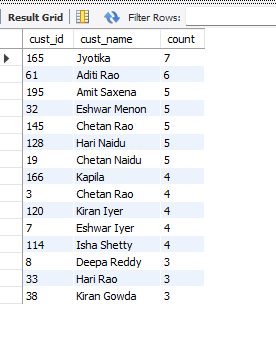 Result Grid Filter Rows:
cust_id cust_name count
165 Jyotika 7
61 Aditi Rao 6
195 Amit Saxena 5
32 Eshwar Menon 5
145 Chetan Rao 5
128 Hari Naidu 5
19 Chetan Naidu 5
166 Kapila 4
3 Chetan Rao 4
120 Kiran Iyer 4
7 Eshwar Iyer 4
114 Isha Shetty 4
8 Deepa Reddy 3
33 Hari Rao 3
38 Kiran Gowda 3